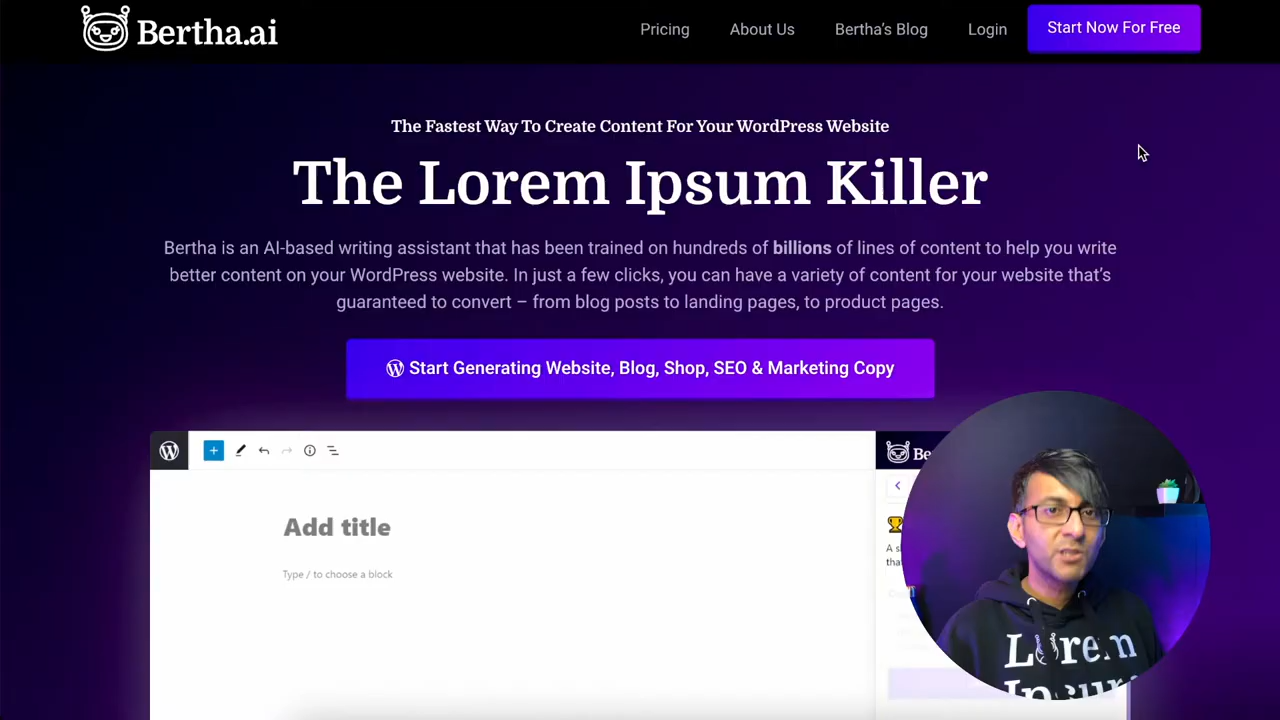 Bertha.ai
Pricing
About Us
Bertha's Blog
Login
Start Now For Free
The Fastest Way To Create Content For Your WordPress Website
The Lorem Ipsum Killer
Bertha is an AI-based writing assistant that has been trained on hundreds of billions of lines of content to help you write
better content on your WordPress website. In just a few clicks, you can have a variety of content for your website that's
guaranteed to convert – from blog posts to landing pages, to product pages.
Start Generating Website, Blog, Shop, SEO & Marketing Copy
Add title
Type / to choose a block
Lorem
Ipsum